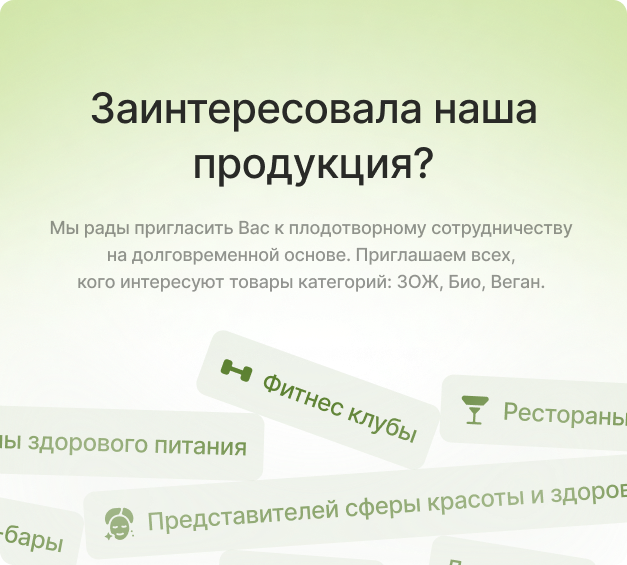 Заинтересовала наша
продукция?
Мы рады пригласить Вас к плодотворному сотрудничеству
на долговременной основе. Приглашаем всех,
кого интересуют товары категорий: ЗОЖ, Био, Веган.
Фитнес клубы
Рестораны
здорового питания
Представителей сферы красоты и
-бары